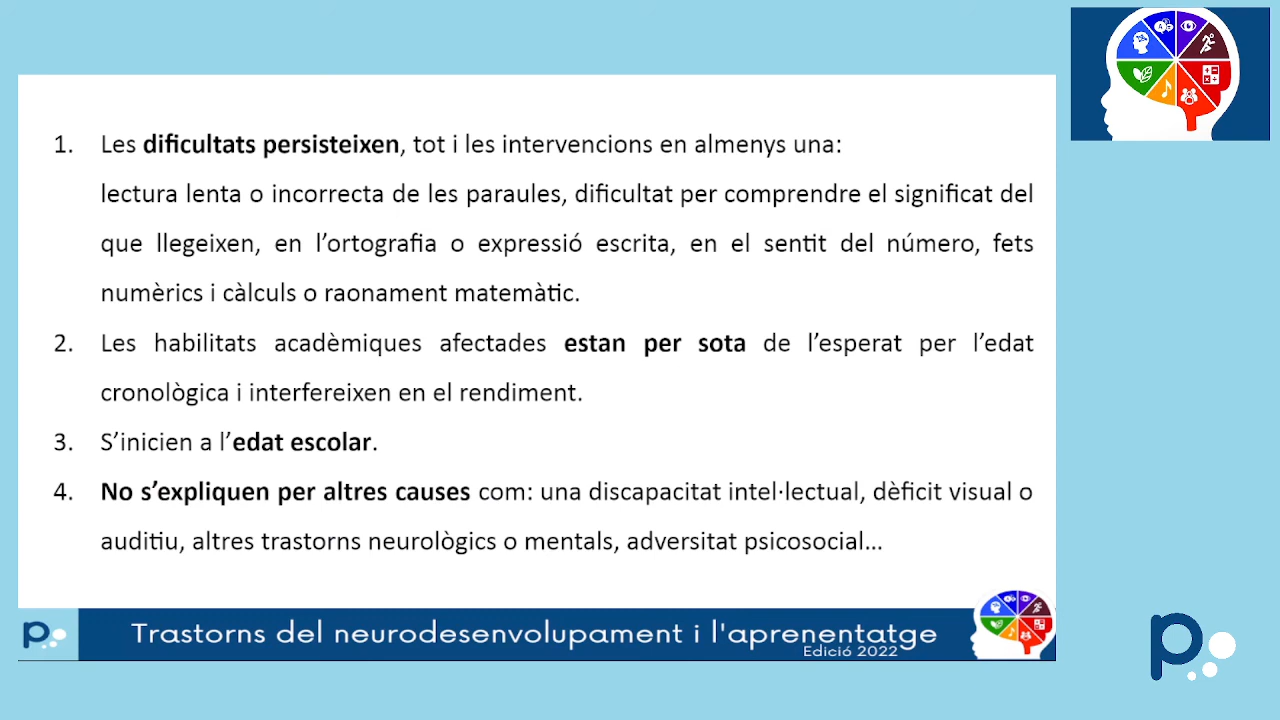 1. Les dificultats persisteixen, tot i les intervencions en almenys una:
lectura lenta o incorrecta de les paraules, dificultat per comprendre el significat del
que llegeixen, en l’ortografia o expressió escrita, en el sentit del número, fets
numèrics i càlculs o raonament matemàtic.
2. Les habilitats acadèmiques afectades estan per sota de l’esperat per l’edat
cronològica i interfereixen en el rendiment.
3. S’inicien a l’edat escolar.
4. No s’expliquen per altres causes com: una discapacitat intel·lectual, dèficit visual o
auditiu, altres trastorns neurològics o mentals, adversitat psicosocial…
p
Trastorns del neurodesenvolupament i l'aprenentatge
Edició 2022
p